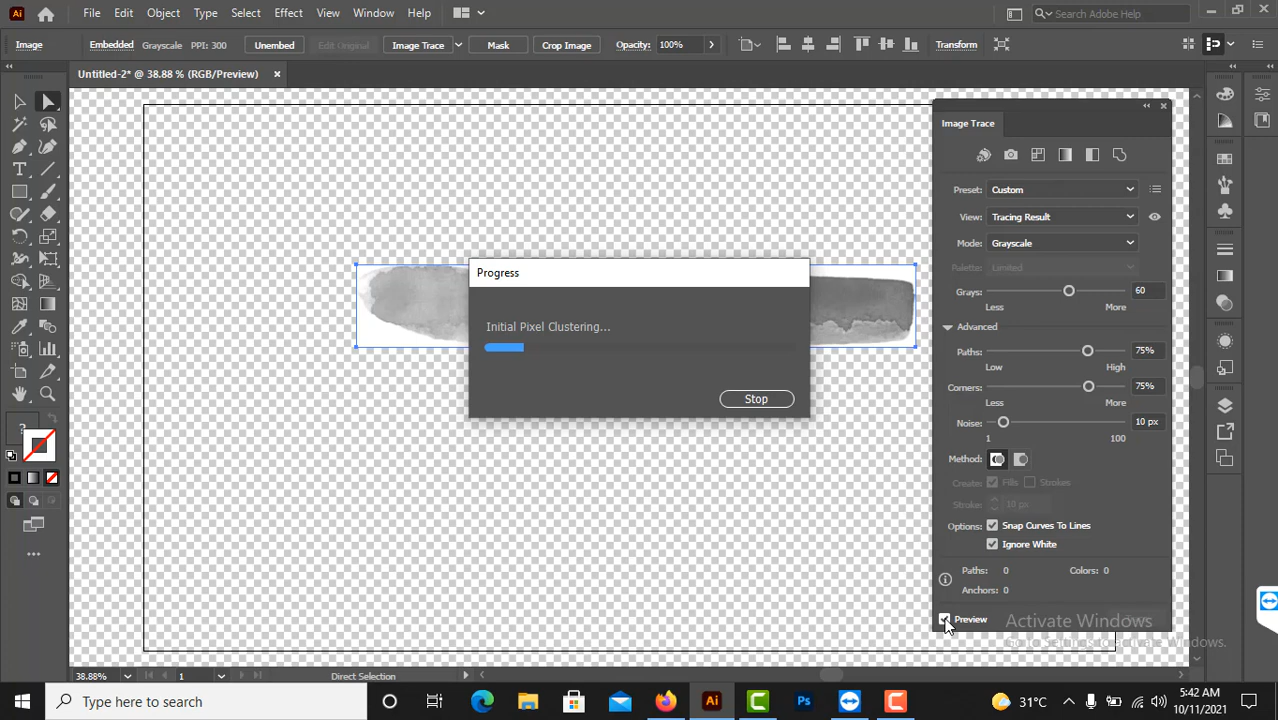 Ai File Edit Object Type Select Effect View Window Help Search Adobe Help
Image Embedded Grayscale PPI: 300 Unembed Edit Original Image Trace Mask Crop Image Opacity: 100% Transform
Untitled-2* @ 38.88 % (RGB/Preview)
Image Trace
Preset: Custom
View: Tracing Result
Mode: Grayscale
Palette: Limited
Grays: 60
Less More
Advanced
Paths: 75%
Low High
Corners: 75%
Less More
Noise: 10 px
1 100
Method:
Creates: Fills Strokes
Stroke: 10 px
Options: Snap Curves To Lines
Ignore White
Paths: 0 Colors: 0
Anchors: 0
Preview
Progress
Initial Pixel Clustering...
Stop
?
Activate Windows
Go to Settings to activate Windows.
38.88% 1 Direct Selection
Type here to search
Ai
Ps
31°C
5:42 AM
10/11/2021